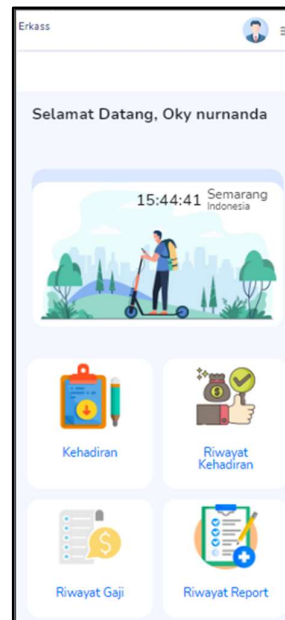 Erkass
Selamat Datang, Oky nurnanda
15:44:41 Semarang
Indonesia
Kehadiran
Riwayat
Kehadiran
Riwayat Gaji
Riwayat Report